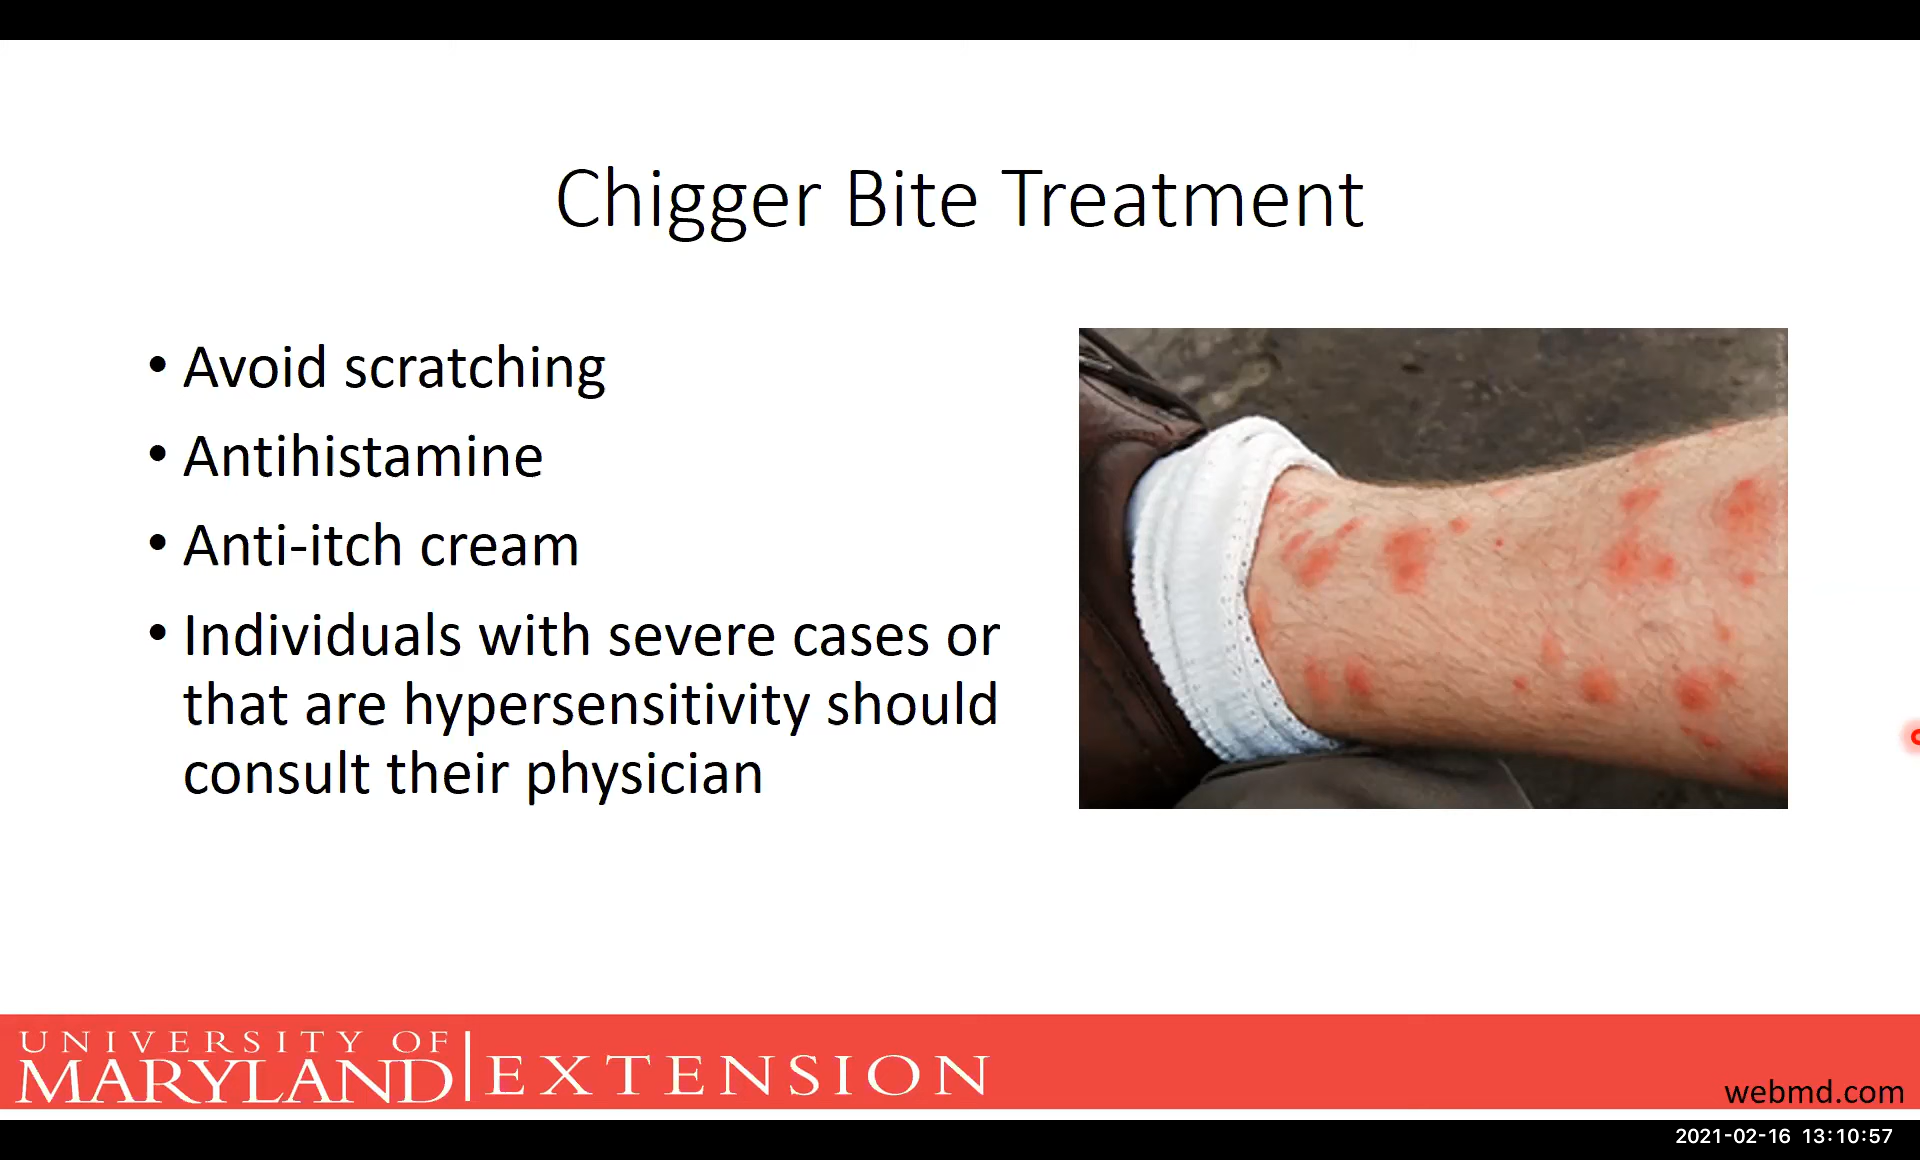 Chigger Bite Treatment
• Avoid scratching
• Antihistamine
• Anti-itch cream
• Individuals with severe cases or
that are hypersensitivity should
consult their physician
UNIVERSITY OF
MARYLAND
EXTENSION
webmd.com
2021-02-16 13:10:57